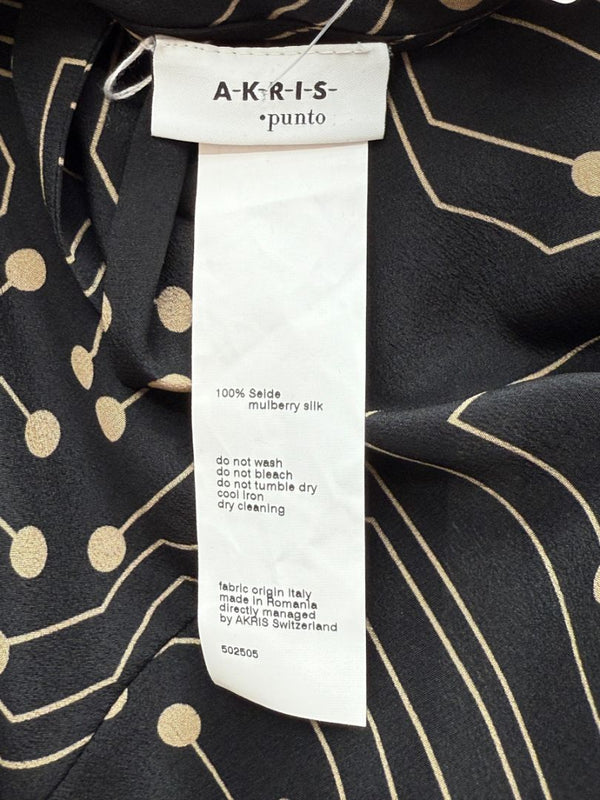 A-K-R-I-S-
•punto
100% Seide
mulberry silk
do not wash
do not bleach
do not tumble dry
cool iron
dry cleaning
fabric origin Italy
made in Romania
directly managed
by AKRIS Switzerland
502505